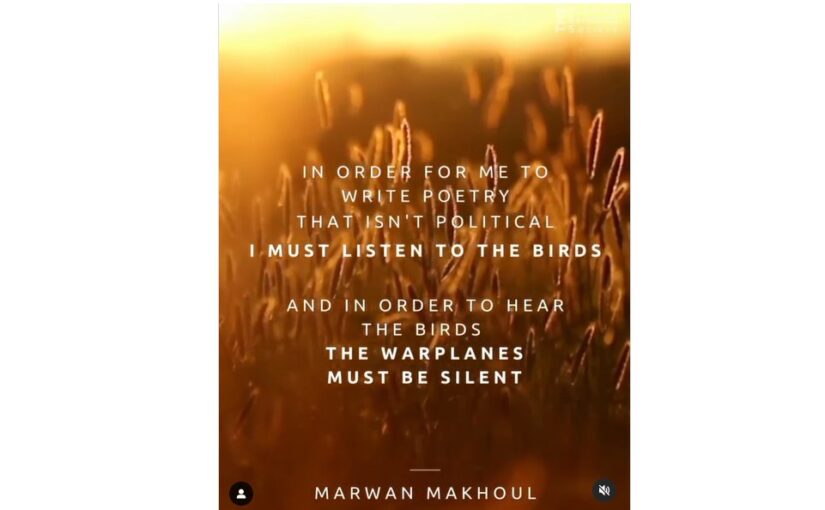 IN ORDER FOR ME TO
WRITE POETRY
THAT ISN'T POLITICAL
I MUST LISTEN TO THE BIRDS
AND IN ORDER TO HEAR
THE BIRDS
THE WARPLANES
MUST BE SILENT
MARWAN MAKHOUL